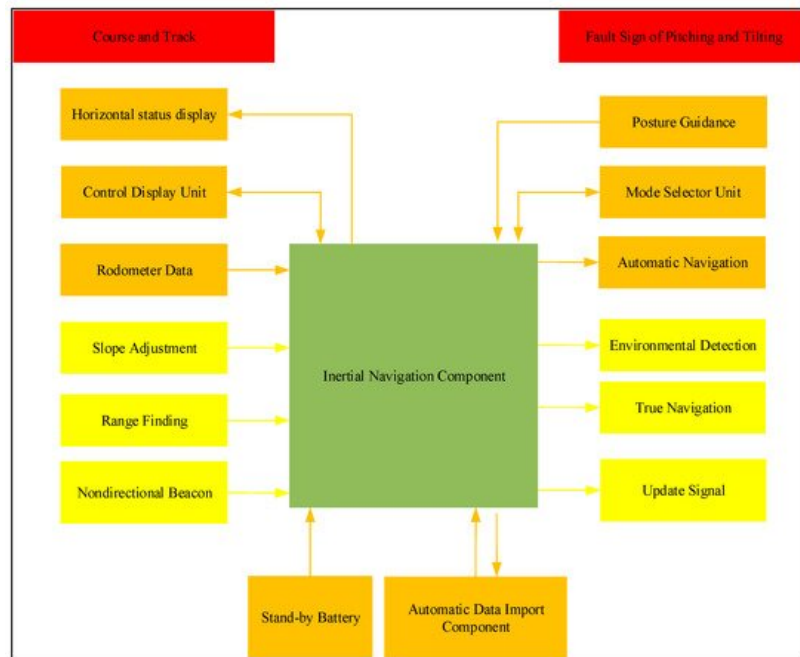 Course and Track
Fault Sign of Pitching and Tilting
Horizontal status display
Posture Guidance
Control Display Unit
Mode Selector Unit
Rodometer Data
Automatic Navigation
Slope Adjustment
Environmental Detection
Inertial Navigation Component
Range Finding
True Navigation
Nondirectional Beacon
Update Signal
Stand-by Battery
Automatic Data Import
Component